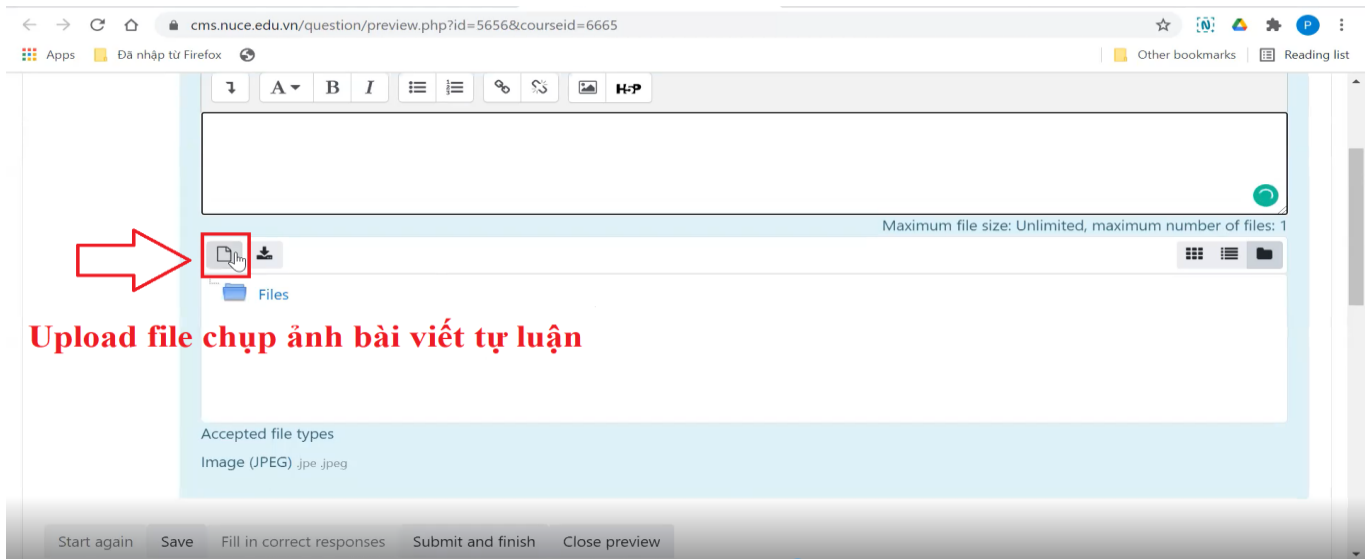 cms.nuce.edu.vn/question/preview.php?id=5656&courseid=6665
P
Apps Đã nhập từ Firefox Other bookmarks Reading list
A B I H5P
Maximum file size: Unlimited, maximum number of files: 1
Files
Upload file chụp ảnh bài viết tự luận
Accepted file types
Image (JPEG) .jpe .jpeg
Start again Save Fill in correct responses Submit and finish Close preview